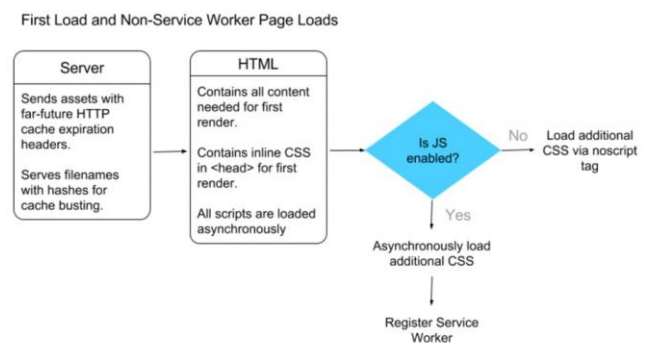 First Load and Non-Service Worker Page Loads
Server
Sends assets with
far-future HTTP
cache expiration
headers.
Serves filenames
with hashes for
cache busting.
HTML
Contains all content
needed for first
render.
Contains inline CSS
in <head> for first
render.
All scripts are loaded
asynchronously
Is JS
enabled?
No
Load additional
CSS via noscript
tag
Yes
Asynchronously load
additional CSS
Register Service
Worker